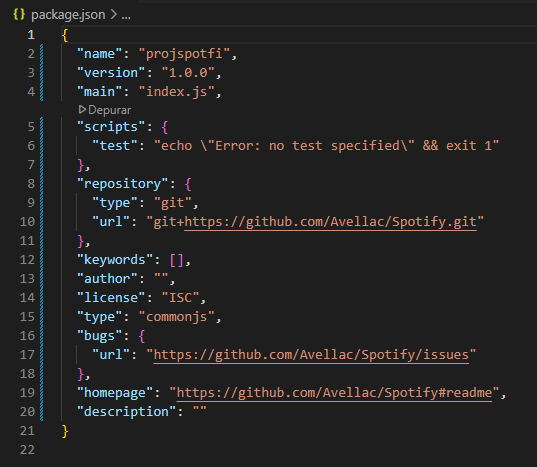 {} package.json > ...
1 {
2 "name": "projspotfi",
3 "version": "1.0.0",
4 "main": "index.js",
Depurar
5 "scripts": {
6 "test": "echo \"Error: no test specified\" && exit 1"
7 },
8 "repository": {
9 "type": "git",
10 "url": "git+https://github.com/Avellac/Spotify.git"
11 },
12 "keywords": [],
13 "author": "",
14 "license": "ISC",
15 "type": "commonjs",
16 "bugs": {
17 "url": "https://github.com/Avellac/Spotify/issues"
18 },
19 "homepage": "https://github.com/Avellac/Spotify#readme",
20 "description": ""
21 }
22